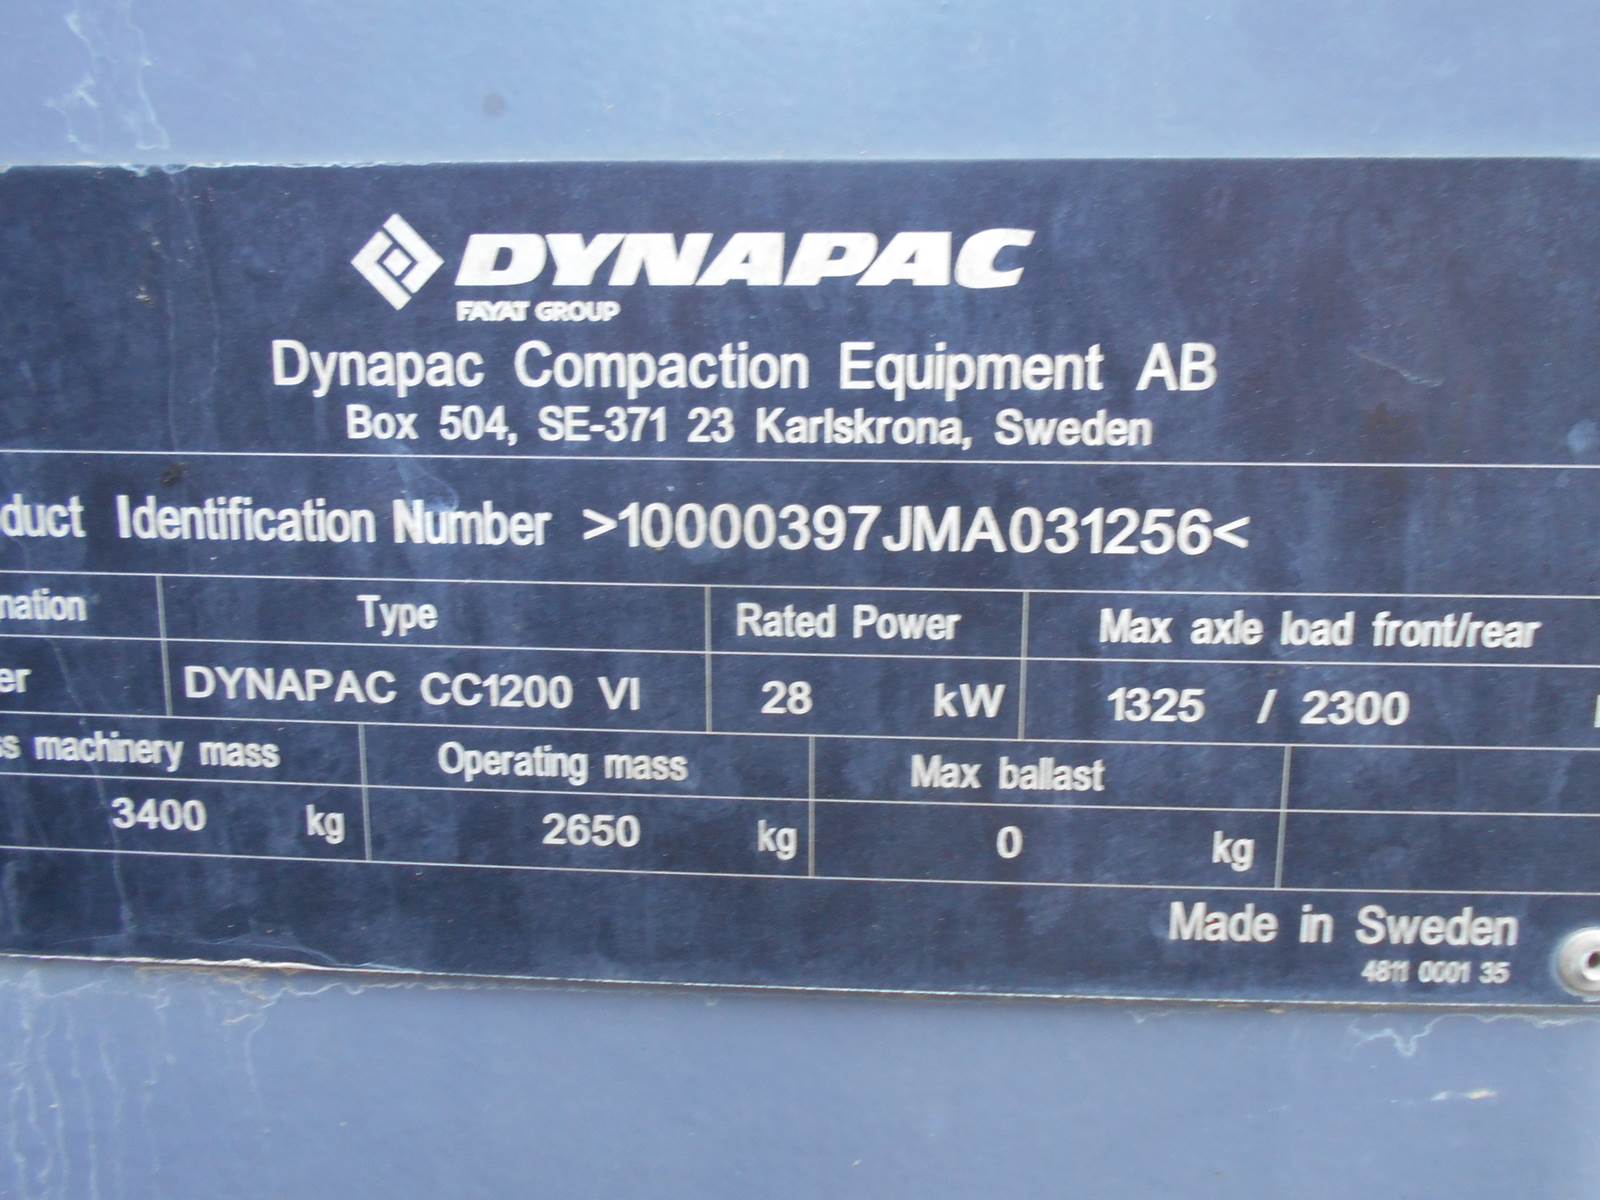 DYNAPAC
FAYAT GROUP
Dynapac Compaction Equipment AB
Box 504, SE-371 23 Karlskrona, Sweden
duct Identification Number >10000397JMA031256<
nation Type Rated Power Max axle load front/rear
er DYNAPAC CC1200 VI 28 kW 1325 / 2300
ss machinery mass Operating mass Max ballast
3400 kg 2650 kg 0 kg
Made in Sweden
4811 0001 35